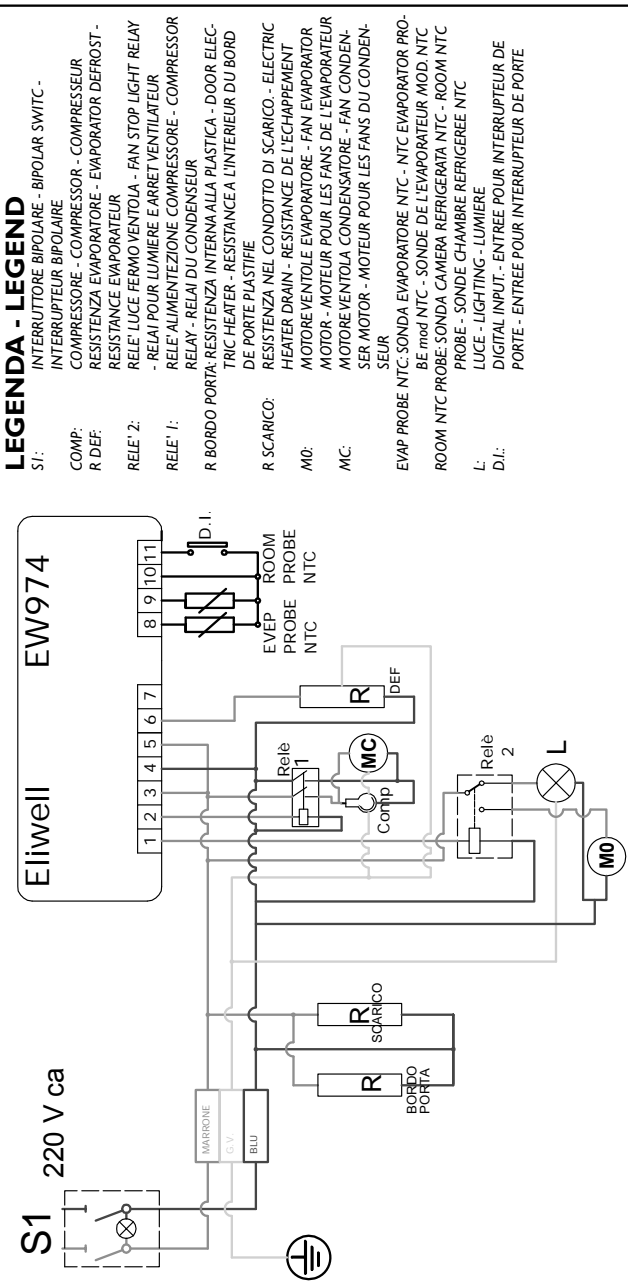 LEGENDA - LEGEND
S1: INTERRUTTORE BIPOLARE - BIPOLAR SWITC -
INTERRUPTEUR BIPOLAIRE
COMP: COMPRESSORE - COMPRESSOR - COMPRESSEUR
R DEF: RESISTENZA EVAPORATORE - EVAPORATOR DEFROST -
RESISTANCE EVAPORATEUR
RELE' 2: RELE' LUCE FERMO VENTOLA - FAN STOP LIGHT RELAY
- RELAI POUR LUMIERE E ARRET VENTILATEUR
RELE' 1: RELE' ALIMENTEZIONE COMPRESSORE - COMPRESSOR
RELAY - RELAI DU CONDENSEUR
R BORDO PORTA: RESISTENZA INTERNA ALLA PLASTICA - DOOR ELEC-
TRIC HEATER - RESISTANCE A L'INTERIEUR DU BORD
DE PORTE PLASTIFIE
R SCARICO: RESISTENZA NEL CONDOTTO DI SCARICO. - ELECTRIC
HEATER DRAIN - RESISTANCE DE L'ECHAPPEMENT
M0: MOTORE VENTOLE EVAPORATORE - FAN EVAPORATOR
MOTOR - MOTEUR POUR LES FANS DE L'EVAPORATEUR
MC: MOTORE VENTOLA CONDENSATORE - FAN CONDEN-
SER MOTOR - MOTEUR POUR LES FANS DU CONDEN-
SEUR
EVAP PROBE NTC: SONDA EVAPORATORE NTC - NTC EVAPORATOR PRO-
BE mod NTC - SONDE DE L'EVAPORATEUR MOD. NTC
ROOM NTC PROBE: SONDA CAMERA REFRIGERATA NTC - ROOM NTC
PROBE - SONDE CHAMBRE REFRIGEREE NTC
L: LUCE - LIGHTING - LUMIERE
D.I.: DIGITAL INPUT. - ENTREE POUR INTERRUPTEUR DE
PORTE - ENTREE POUR INTERRUPTEUR DE PORTE
Eliwell EW974
1 2 3 4 5 6 7 8 9 10 11
D.I.
EVEP
PROBE
NTC
ROOM
PROBE
NTC
R
DEF
Relè
1
MC
Comp
Relè
2
L
M0
S1
220 V ca
MARRONE
G.V.
BLU
R
SCARICO
R
BORDO
PORTA